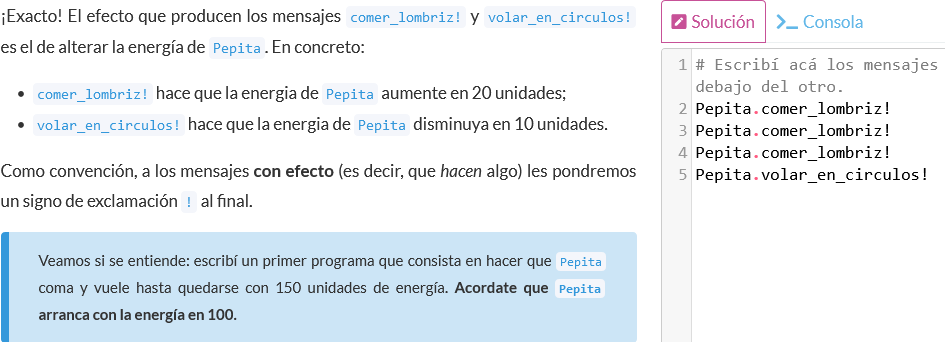 ¡Exacto! El efecto que producen los mensajes comer_lombriz! y volar_en_circulos!
es el de alterar la energía de Pepita. En concreto:
• comer_lombriz! hace que la energia de Pepita aumente en 20 unidades;
• volar_en_circulos! hace que la energia de Pepita disminuya en 10 unidades.
Como convención, a los mensajes con efecto (es decir, que hacen algo) les pondremos
un signo de exclamación ! al final.
Veamos si se entiende: escribí un primer programa que consista en hacer que Pepita
coma y vuele hasta quedarse con 150 unidades de energía. Acordate que Pepita
arranca con la energía en 100.
Solución
>_ Consola
1 # Escribí acá los mensajes
debajo del otro.
2 Pepita.comer_lombriz!
3 Pepita.comer_lombriz!
4 Pepita.comer_lombriz!
5 Pepita.volar_en_circulos!